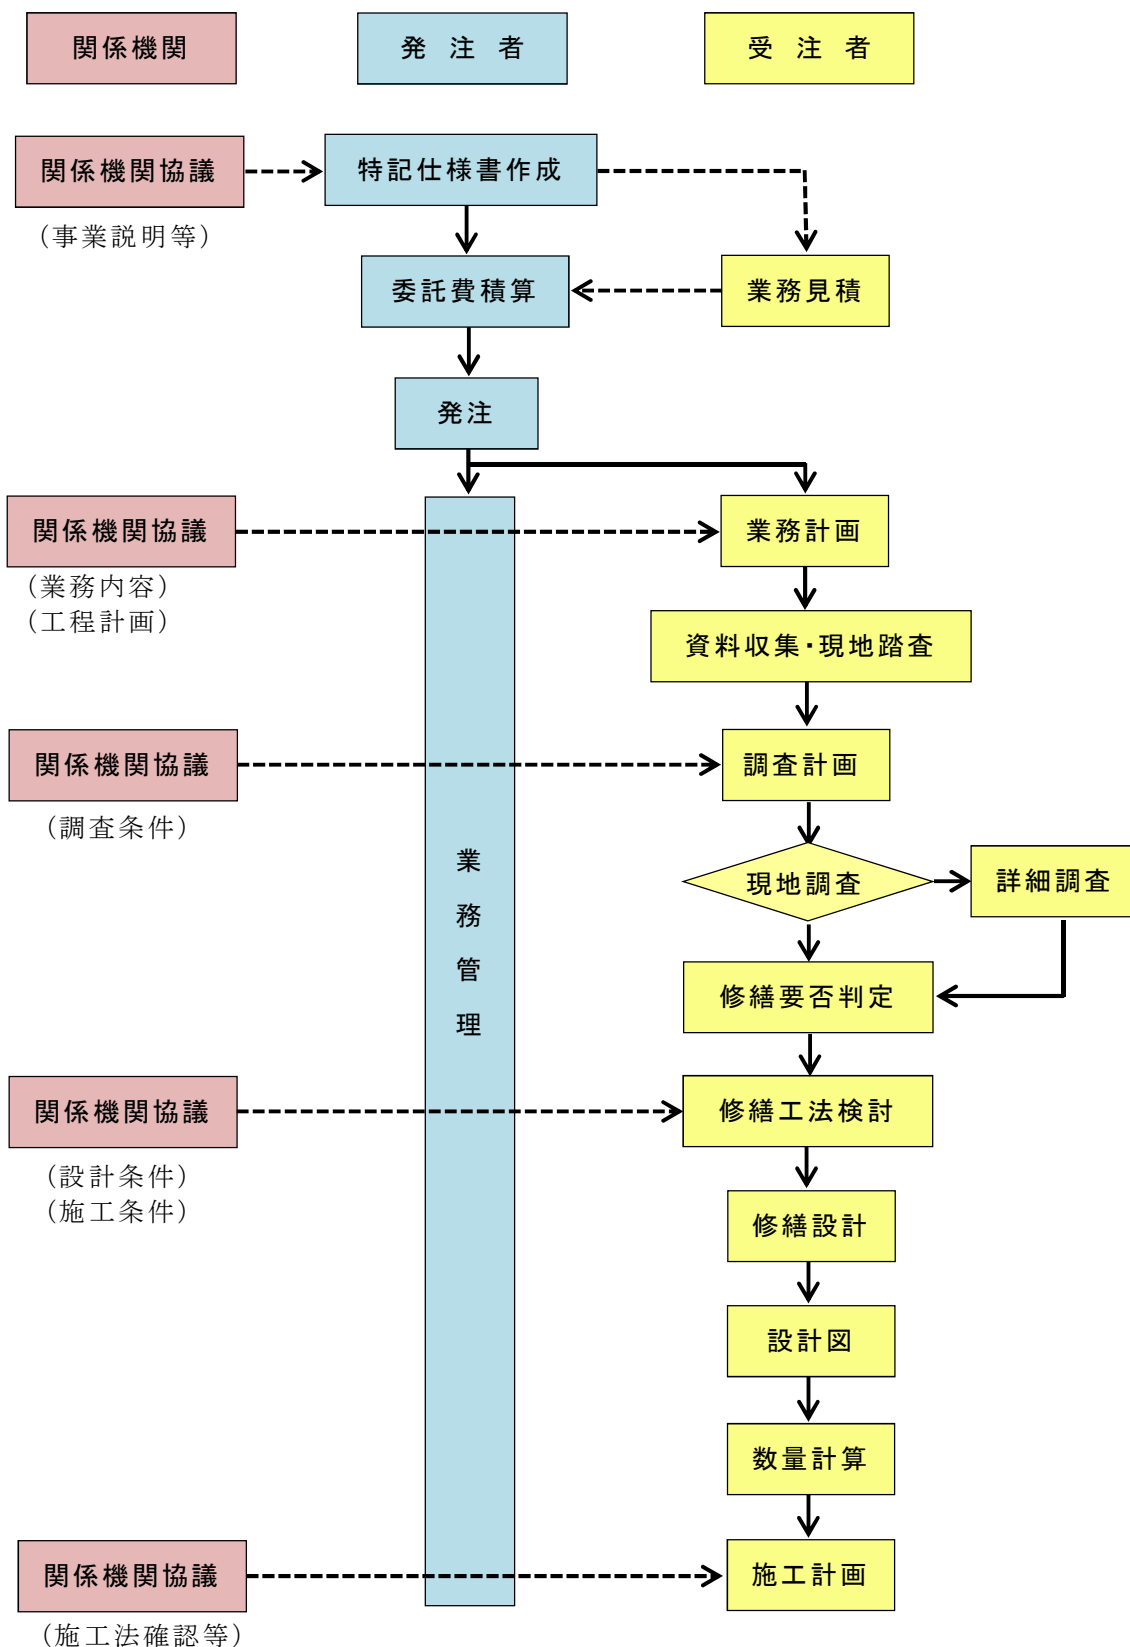 関係機関
発注者
受注者
関係機関協議
特記仕様書作成
(事業説明等)
委託費積算
業務見積
発注
関係機関協議
業務計画
(業務内容)
(工程計画)
資料収集・現地踏査
関係機関協議
調査計画
(調査条件)
業務管理
現地調査
詳細調査
修繕要否判定
関係機関協議
修繕工法検討
(設計条件)
(施工条件)
修繕設計
設計図
数量計算
関係機関協議
施工計画
(施工法確認等)